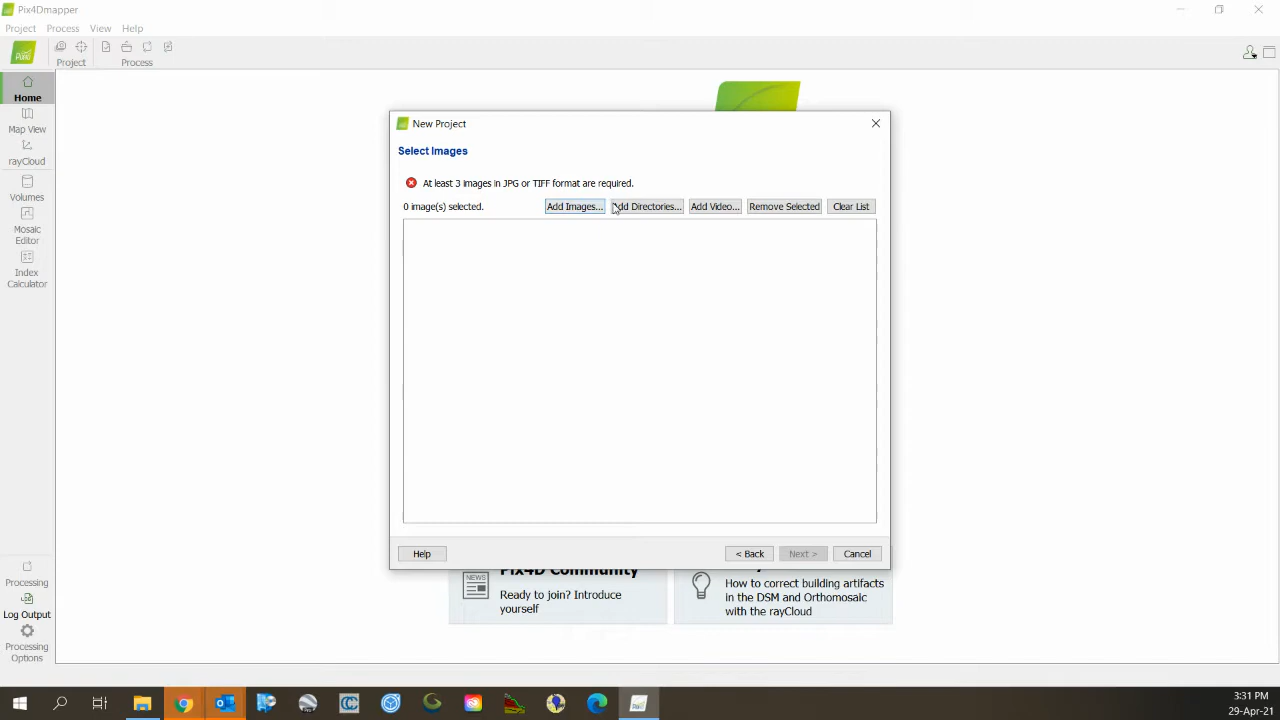 Pix4Dmapper
Project Process View Help
Project
Process
Home
Map View
rayCloud
Volumes
Mosaic
Editor
Index
Calculator
Processing
Log Output
Processing
Options
New Project
Select Images
At least 3 images in JPG or TIFF format are required.
0 image(s) selected.
Add Images...
Add Directories...
Add Video...
Remove Selected
Clear List
Help
< Back
Next >
Cancel
Pix4D Community
NEWS
Ready to join? Introduce
yourself
How to correct building artifacts
in the DSM and Orthomosaic
with the rayCloud
3:31 PM
29-Apr-21